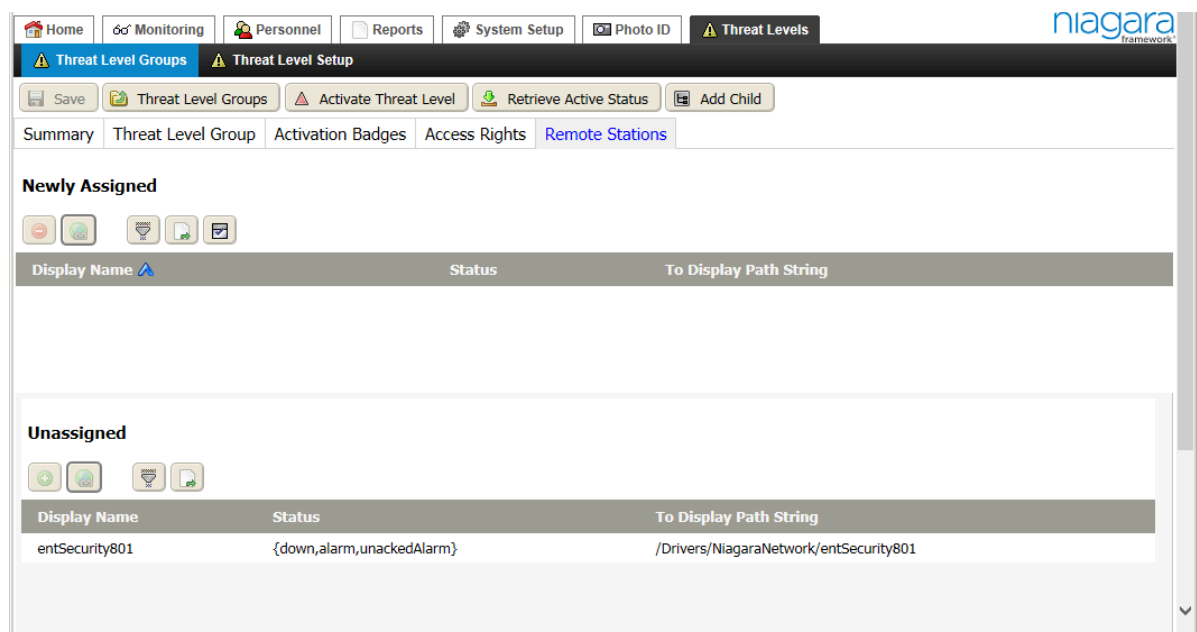 Home Monitoring Personnel Reports System Setup Photo ID Threat Levels
niagara
framework
Threat Level Groups Threat Level Setup
Save Threat Level Groups Activate Threat Level Retrieve Active Status Add Child
Summary Threat Level Group Activation Badges Access Rights Remote Stations
Newly Assigned
Display Name Status To Display Path String
Unassigned
Display Name Status To Display Path String
entSecurity801 {down,alarm,unackedAlarm} /Drivers/NiagaraNetwork/entSecurity801